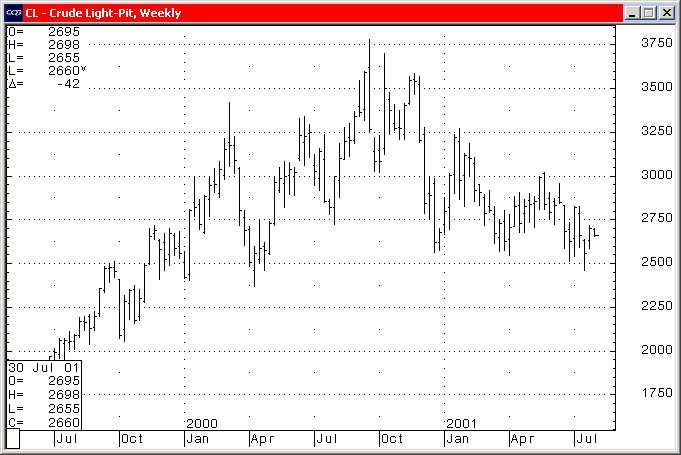 CL - Crude Light-Pit, Weekly
O= 2695
H= 2698
L= 2655
L= 2660v
Δ= -42
3750
3500
3250
3000
2750
2500
2250
2000
1750
30 Jul 01
O= 2695
H= 2698
L= 2655
C= 2660
2000 2001
Jul Oct Jan Apr Jul Oct Jan Apr Jul